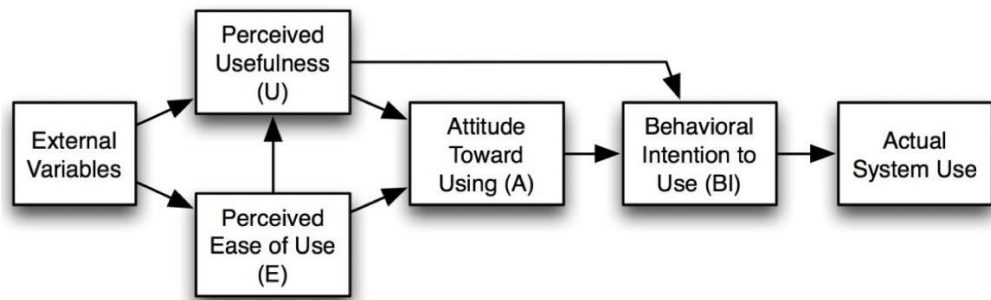 Perceived
Usefulness
(U)
External
Variables
Perceived
Ease of Use
(E)
Attitude
Toward
Using (A)
Behavioral
Intention to
Use (BI)
Actual
System Use